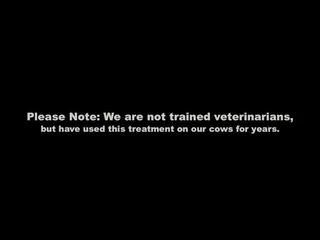 Please Note: We are not trained veterinarians,
but have used this treatment on our cows for years.